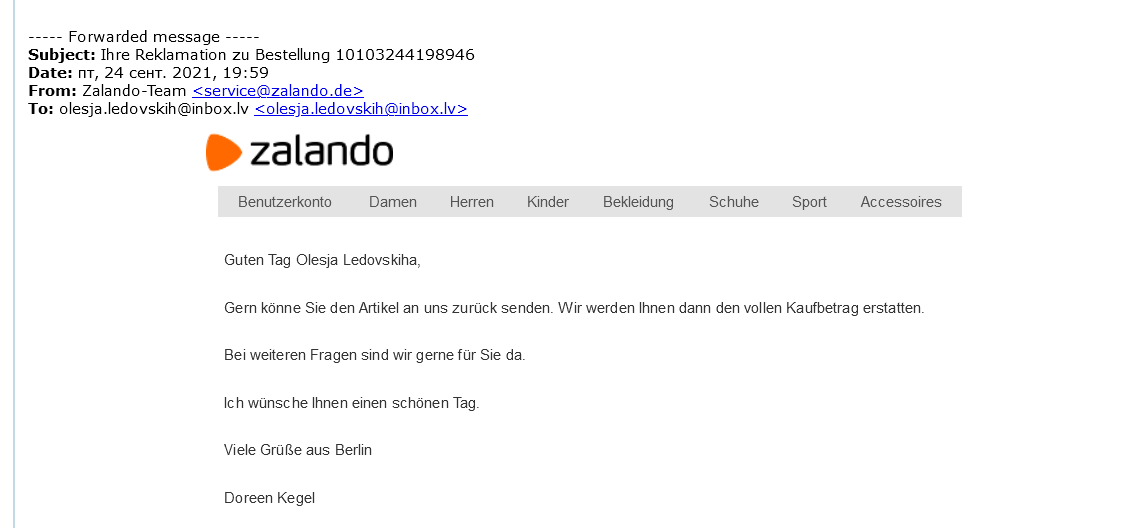 ----- Forwarded message -----
Subject: Ihre Reklamation zu Bestellung 10103244198946
Date: пт, 24 сент. 2021, 19:59
From: Zalando-Team <service@zalando.de>
To: olesja.ledovskih@inbox.lv <olesja.ledovskih@inbox.lv>
zalando
Benutzerkonto Damen Herren Kinder Bekleidung Schuhe Sport Accessoires
Guten Tag Olesja Ledovskiha,
Gern könne Sie den Artikel an uns zurück senden. Wir werden Ihnen dann den vollen Kaufbetrag erstatten.
Bei weiteren Fragen sind wir gerne für Sie da.
Ich wünsche Ihnen einen schönen Tag.
Viele Grüße aus Berlin
Doreen Kegel